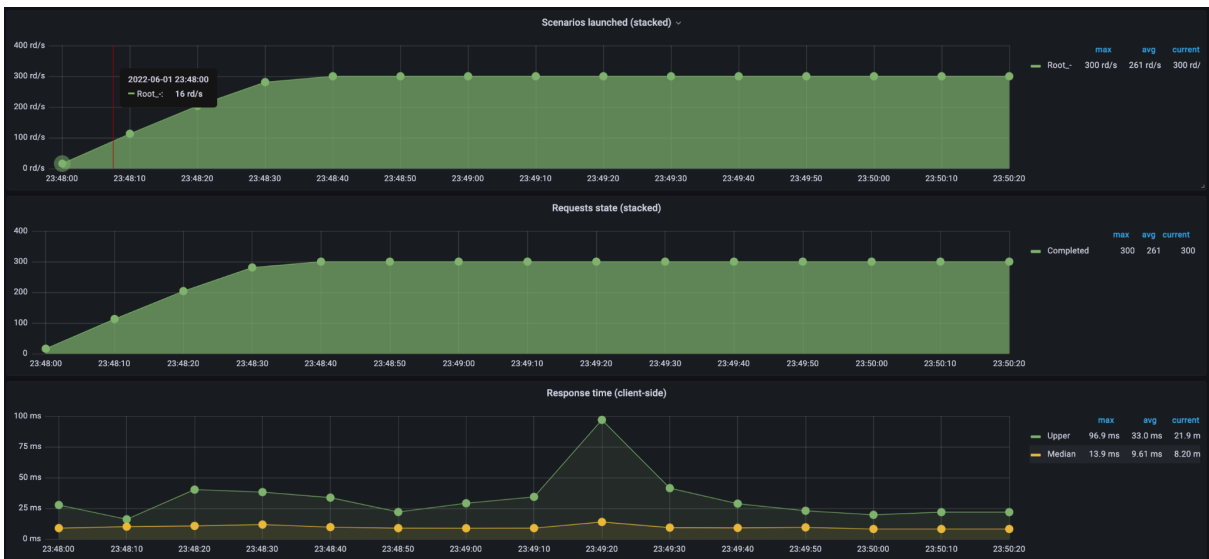 Scenarios launched (stacked)
400 rd/s
300 rd/s
200 rd/s
100 rd/s
0 rd/s
2022-06-01 23:48:00
Root_-: 16 rd/s
23:48:00 23:48:10 23:48:20 23:48:30 23:48:40 23:48:50 23:49:00 23:49:10 23:49:20 23:49:30 23:49:40 23:49:50 23:50:00 23:50:10 23:50:20
max avg current
Root_- 300 rd/s 261 rd/s 300 rd/
Requests state (stacked)
400
300
200
100
0
23:48:00 23:48:10 23:48:20 23:48:30 23:48:40 23:48:50 23:49:00 23:49:10 23:49:20 23:49:30 23:49:40 23:49:50 23:50:00 23:50:10 23:50:20
max avg current
Completed 300 261 300
Response time (client-side)
100 ms
75 ms
50 ms
25 ms
0 ms
23:48:00 23:48:10 23:48:20 23:48:30 23:48:40 23:48:50 23:49:00 23:49:10 23:49:20 23:49:30 23:49:40 23:49:50 23:50:00 23:50:10 23:50:20
max avg current
Upper 96.9 ms 33.0 ms 21.9 m
Median 13.9 ms 9.61 ms 8.20 m